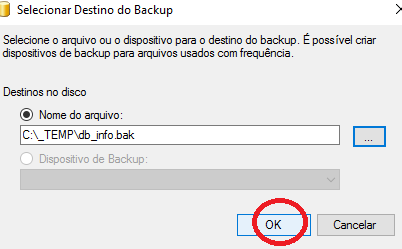 Selecionar Destino do Backup
Selecione o arquivo ou o dispositivo para o destino do backup. É possível criar
dispositivos de backup para arquivos usados com frequência.
Destinos no disco
Nome do arquivo:
C:\_TEMP\db_info.bak
...
Dispositivo de Backup:
OK
Cancelar